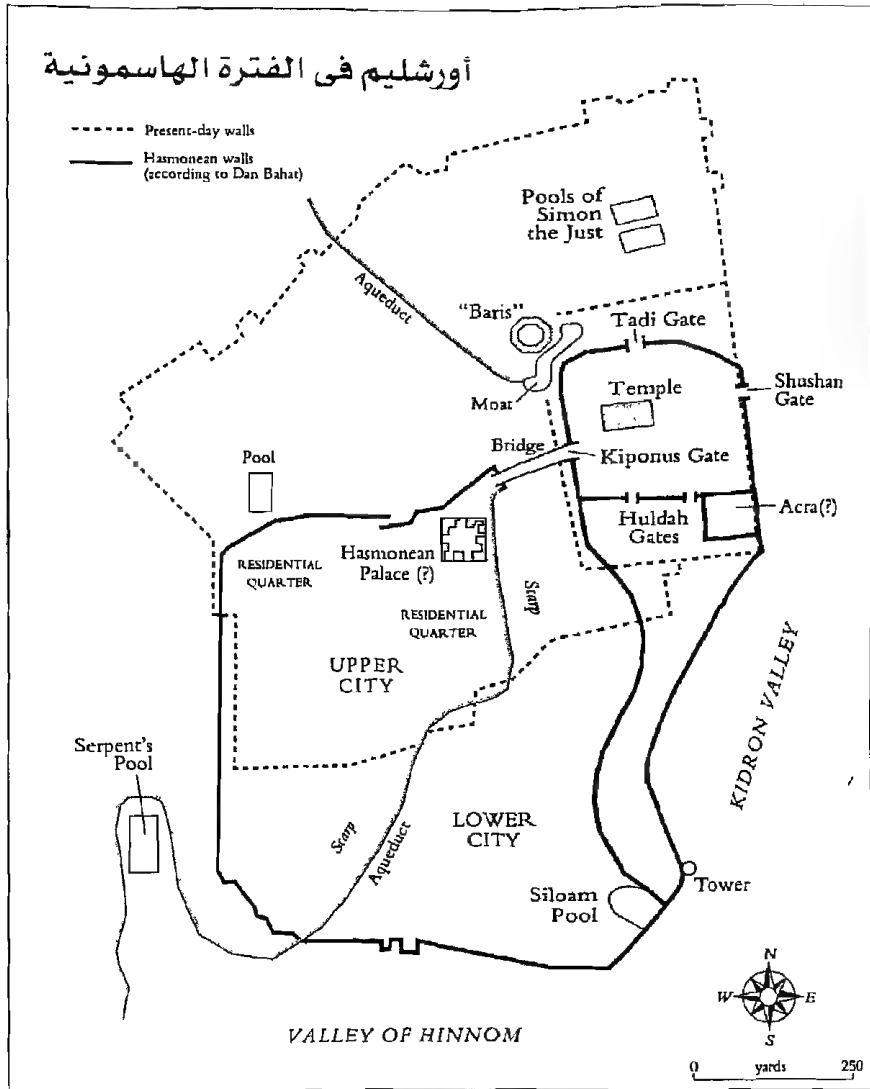 أورشليم فى الفترة الهاسمونية
Present-day walls
Hasmonean walls
(according to Dan Bahat)
Pools of
Simon
the Just
Aqueduct
"Baris"
Tadi Gate
Moat
Temple
Shushan
Gate
Bridge
Kiponus Gate
Pool
Huldah
Gates
Acra(?)
Hasmonean
Palace (?)
RESIDENTIAL
QUARTER
Scarp
RESIDENTIAL
QUARTER
UPPER
CITY
KIDRON VALLEY
Serpent's
Pool
Scarp
Aqueduct
LOWER
CITY
Siloam
Pool
Tower
N
W
E
S
VALLEY OF HINNOM
0 yards 250